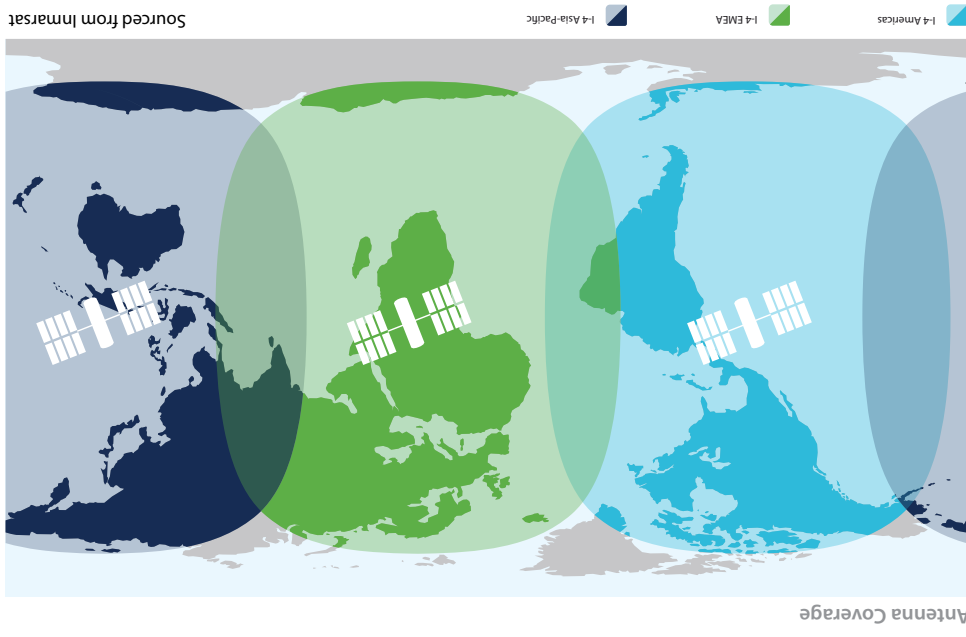 Antenna Coverage
I-4 Americas
I-4 EMEA
I-4 Asia-Pacific
Sourced from Inmarsat